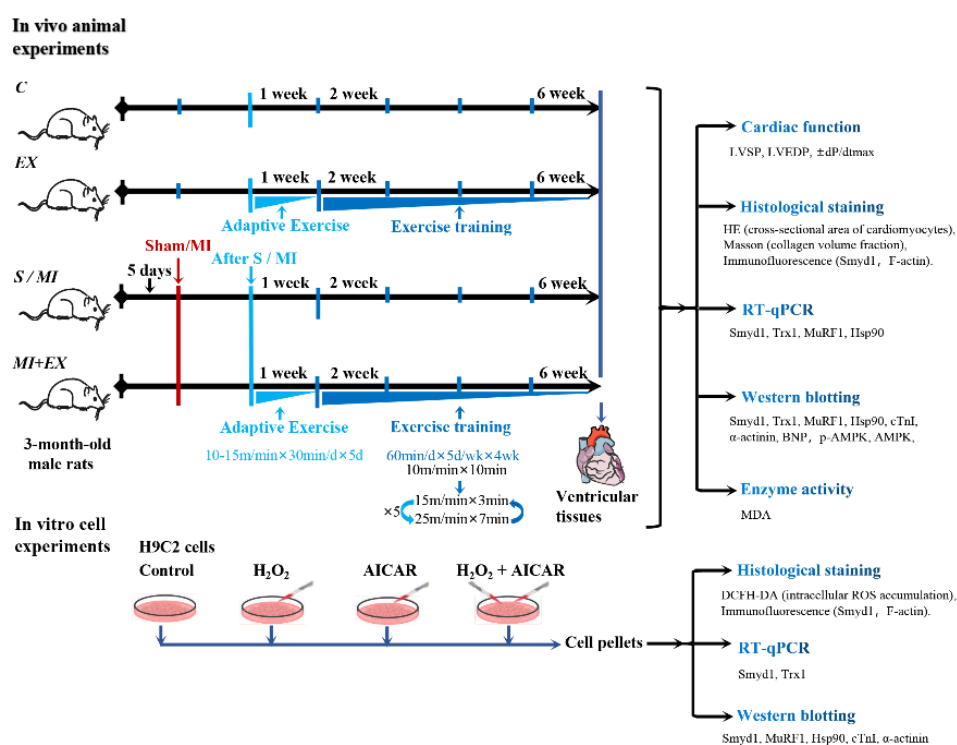 In vivo animal
experiments
C
1 week
2 week
6 week
EX
1 week
2 week
6 week
Adaptive Exercise
Exercise training
Sham/MI
After S / MI
5 days
S / MI
1 week
2 week
6 week
MI+EX
1 week
2 week
6 week
Adaptive Exercise
Exercise training
10-15m/min×30min/d×5d
60min/d×5d/wk×4wk
10m/min×10min
15m/min×3min
×5
25m/min×7min
3-month-old
male rats
Ventricular
tissues
Cardiac function
LVSP, LVEDP, ±dP/dtmax
Histological staining
HE (cross-sectional area of cardiomyocytes),
Masson (collagen volume fraction),
Immunofluorescence (Smyd1, F-actin).
RT-qPCR
Smyd1, Trx1, MuRF1, Hsp90
Western blotting
Smyd1, Trx1, MuRF1, Hsp90, cTnI,
α-actinin, BNP, p-AMPK, AMPK,
Enzyme activity
MDA
In vitro cell
experiments
H9C2 cells
Control
H₂O₂
AICAR
H₂O₂ + AICAR
Cell pellets
Histological staining
DCFH-DA (intracellular ROS accumulation),
Immunofluorescence (Smyd1, F-actin).
RT-qPCR
Smyd1, Trx1
Western blotting
Smyd1, MuRF1, Hsp90, cTnI, α-actinin